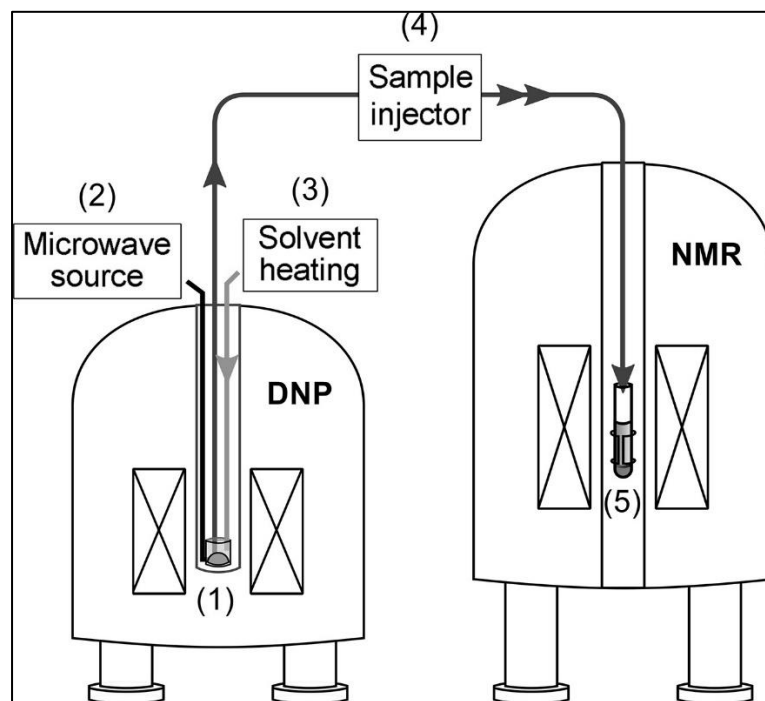 (4)
Sample
injector
(2)
(3)
Microwave
source
Solvent
heating
NMR
DNP
(5)
(1)